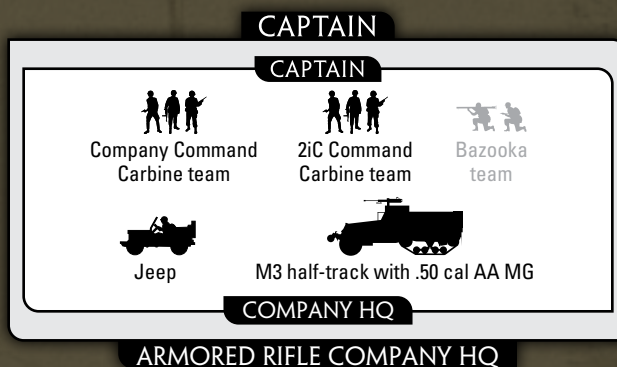 CAPTAIN
CAPTAIN
Company Command
Carbine team
2iC Command
Carbine team
Bazooka
team
Jeep
M3 half-track with .50 cal AA MG
COMPANY HQ
ARMORED RIFLE COMPANY HQ